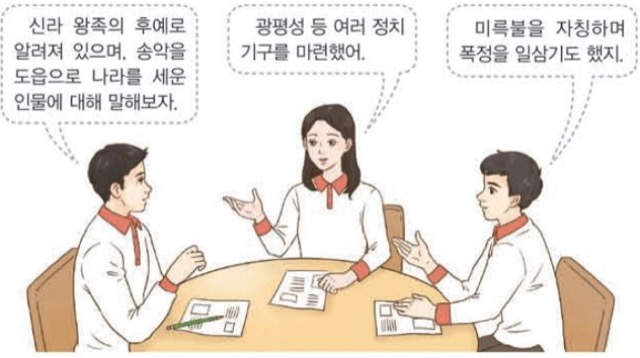 신라 왕족의 후예로
알려져 있으며, 송악을
도읍으로 나라를 세운
인물에 대해 말해보자.
광평성 등 여러 정치
기구를 마련했어.
미륵불을 자칭하며
폭정을 일삼기도 했지.